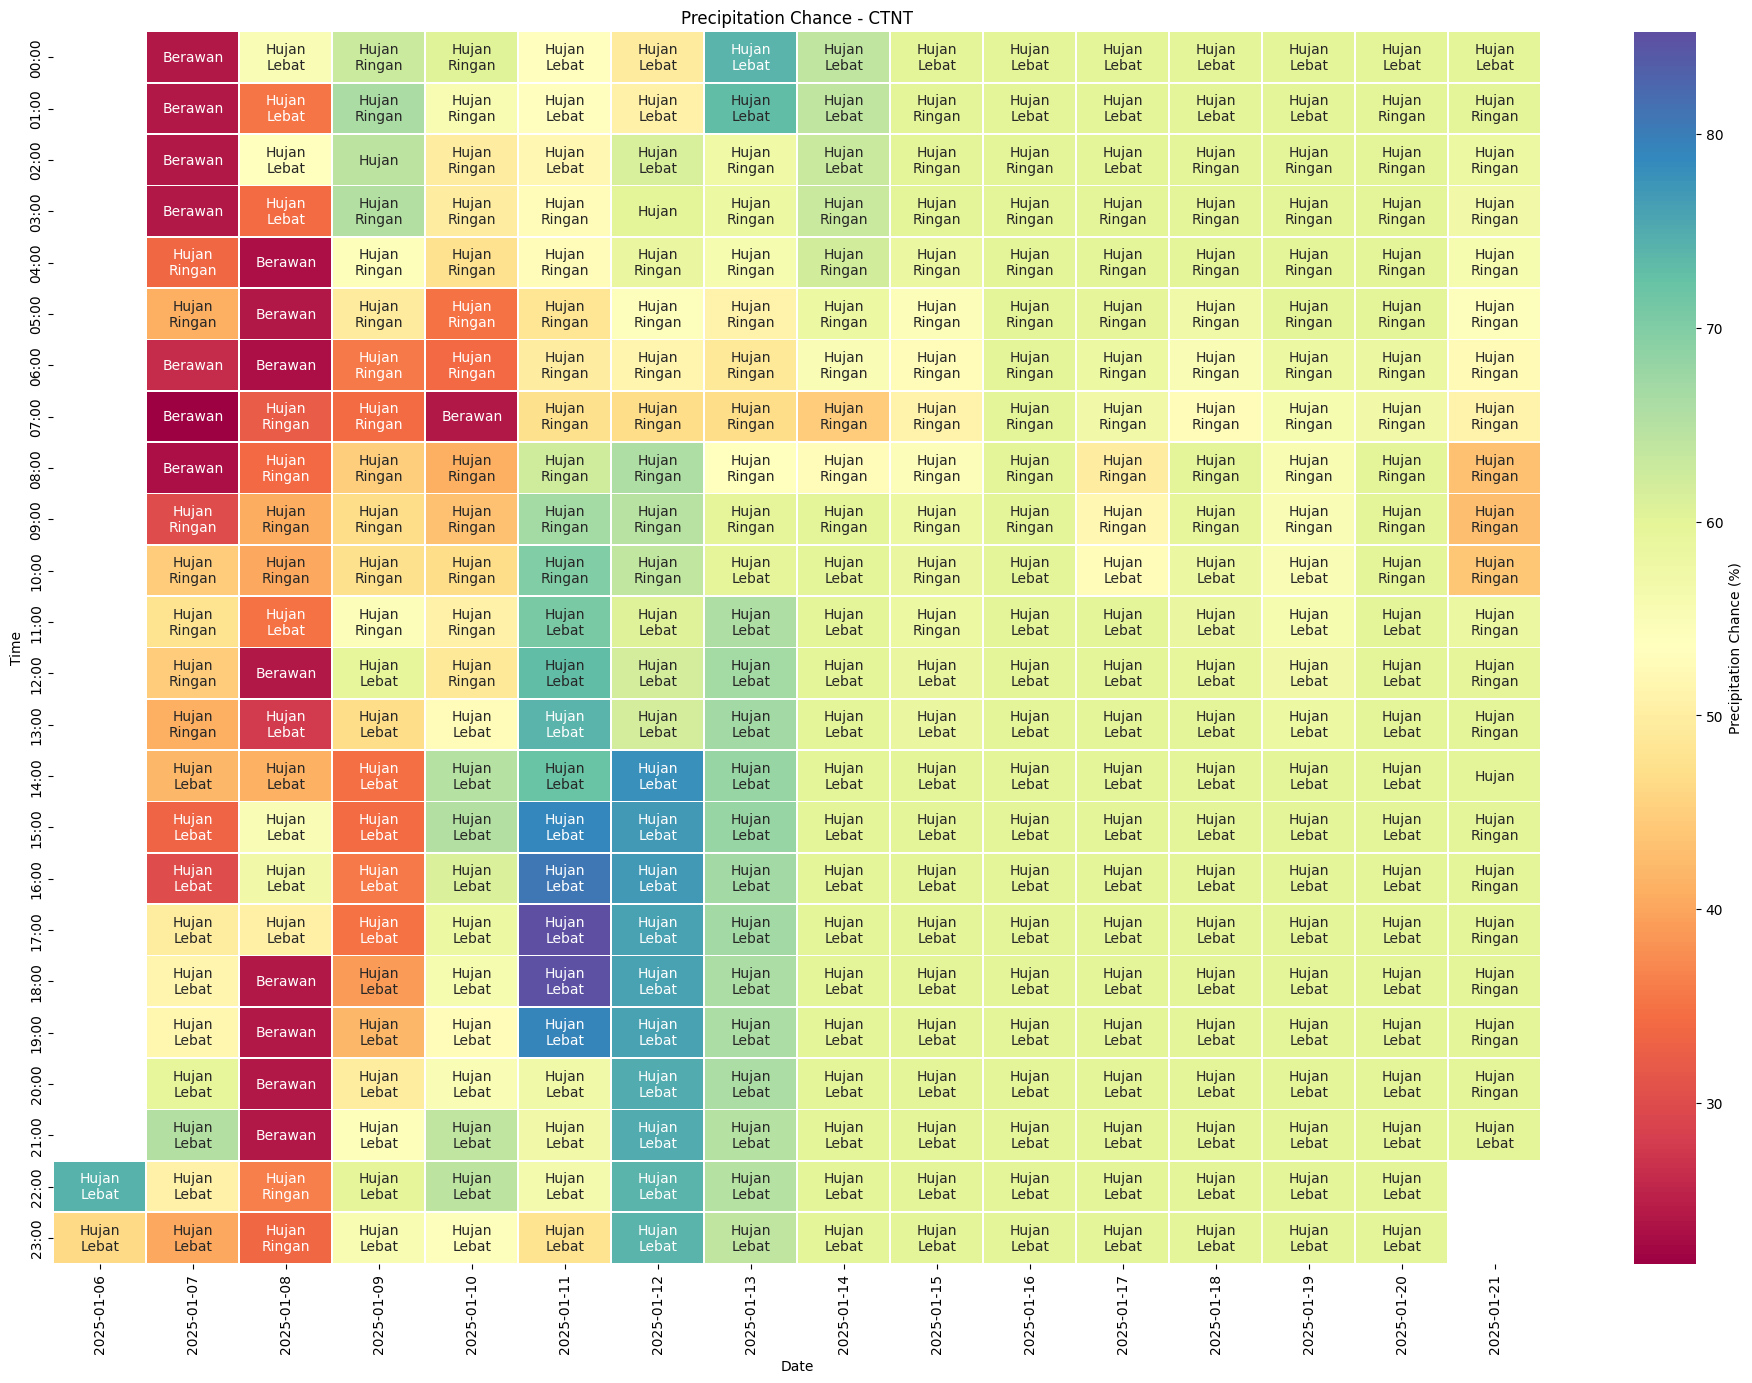 Precipitation Chance - CTNT
00:00 Berawan Hujan Lebat Hujan Ringan Hujan Ringan Hujan Lebat Hujan Lebat Hujan Lebat Hujan Lebat Hujan Lebat Hujan Lebat Hujan Lebat Hujan Lebat Hujan Lebat Hujan Lebat Hujan Lebat
01:00 Berawan Hujan Lebat Hujan Ringan Hujan Ringan Hujan Lebat Hujan Lebat Hujan Lebat Hujan Lebat Hujan Ringan Hujan Lebat Hujan Lebat Hujan Lebat Hujan Lebat Hujan Ringan Hujan Ringan
02:00 Berawan Hujan Lebat Hujan Hujan Ringan Hujan Lebat Hujan Lebat Hujan Ringan Hujan Lebat Hujan Ringan Hujan Ringan Hujan Lebat Hujan Ringan Hujan Ringan Hujan Ringan Hujan Ringan
03:00 Berawan Hujan Lebat Hujan Ringan Hujan Ringan Hujan Ringan Hujan Hujan Ringan Hujan Ringan Hujan Ringan Hujan Ringan Hujan Ringan Hujan Ringan Hujan Ringan Hujan Ringan Hujan Ringan
04:00 Hujan Ringan Berawan Hujan Ringan Hujan Ringan Hujan Ringan Hujan Ringan Hujan Ringan Hujan Ringan Hujan Ringan Hujan Ringan Hujan Ringan Hujan Ringan Hujan Ringan Hujan Ringan Hujan Ringan
05:00 Hujan Ringan Berawan Hujan Ringan Hujan Ringan Hujan Ringan Hujan Ringan Hujan Ringan Hujan Ringan Hujan Ringan Hujan Ringan Hujan Ringan Hujan Ringan Hujan Ringan Hujan Ringan Hujan Ringan
06:00 Berawan Berawan Hujan Ringan Hujan Ringan Hujan Ringan Hujan Ringan Hujan Ringan Hujan Ringan Hujan Ringan Hujan Ringan Hujan Ringan Hujan Ringan Hujan Ringan Hujan Ringan Hujan Ringan
07:00 Berawan Hujan Ringan Hujan Ringan Berawan Hujan Ringan Hujan Ringan Hujan Ringan Hujan Ringan Hujan Ringan Hujan Ringan Hujan Ringan Hujan Ringan Hujan Ringan Hujan Ringan Hujan Ringan
08:00 Berawan Hujan Ringan Hujan Ringan Hujan Ringan Hujan Ringan Hujan Ringan Hujan Ringan Hujan Ringan Hujan Ringan Hujan Ringan Hujan Ringan Hujan Ringan Hujan Ringan Hujan Ringan Hujan Ringan
09:00 Hujan Ringan Hujan Ringan Hujan Ringan Hujan Ringan Hujan Ringan Hujan Ringan Hujan Ringan Hujan Ringan Hujan Ringan Hujan Ringan Hujan Ringan Hujan Ringan Hujan Ringan Hujan Ringan Hujan Ringan
10:00 Hujan Ringan Hujan Ringan Hujan Ringan Hujan Ringan Hujan Ringan Hujan Ringan Hujan Lebat Hujan Lebat Hujan Ringan Hujan Lebat Hujan Lebat Hujan Lebat Hujan Lebat Hujan Ringan Hujan Ringan
11:00 Hujan Ringan Hujan Lebat Hujan Ringan Hujan Ringan Hujan Lebat Hujan Lebat Hujan Lebat Hujan Lebat Hujan Ringan Hujan Lebat Hujan Lebat Hujan Lebat Hujan Lebat Hujan Lebat Hujan Ringan
12:00 Hujan Ringan Berawan Hujan Lebat Hujan Ringan Hujan Lebat Hujan Lebat Hujan Lebat Hujan Lebat Hujan Lebat Hujan Lebat Hujan Lebat Hujan Lebat Hujan Lebat Hujan Lebat Hujan Ringan
13:00 Hujan Ringan Hujan Lebat Hujan Lebat Hujan Lebat Hujan Lebat Hujan Lebat Hujan Lebat Hujan Lebat Hujan Lebat Hujan Lebat Hujan Lebat Hujan Lebat Hujan Lebat Hujan Lebat Hujan Ringan
14:00 Hujan Lebat Hujan Lebat Hujan Lebat Hujan Lebat Hujan Lebat Hujan Lebat Hujan Lebat Hujan Lebat Hujan Lebat Hujan Lebat Hujan Lebat Hujan Lebat Hujan Lebat Hujan Lebat Hujan
15:00 Hujan Lebat Hujan Lebat Hujan Lebat Hujan Lebat Hujan Lebat Hujan Lebat Hujan Lebat Hujan Lebat Hujan Lebat Hujan Lebat Hujan Lebat Hujan Lebat Hujan Lebat Hujan Lebat Hujan Ringan
16:00 Hujan Lebat Hujan Lebat Hujan Lebat Hujan Lebat Hujan Lebat Hujan Lebat Hujan Lebat Hujan Lebat Hujan Lebat Hujan Lebat Hujan Lebat Hujan Lebat Hujan Lebat Hujan Lebat Hujan Ringan
17:00 Hujan Lebat Hujan Lebat Hujan Lebat Hujan Lebat Hujan Lebat Hujan Lebat Hujan Lebat Hujan Lebat Hujan Lebat Hujan Lebat Hujan Lebat Hujan Lebat Hujan Lebat Hujan Lebat Hujan Ringan
18:00 Hujan Lebat Berawan Hujan Lebat Hujan Lebat Hujan Lebat Hujan Lebat Hujan Lebat Hujan Lebat Hujan Lebat Hujan Lebat Hujan Lebat Hujan Lebat Hujan Lebat Hujan Lebat Hujan Ringan
19:00 Hujan Lebat Berawan Hujan Lebat Hujan Lebat Hujan Lebat Hujan Lebat Hujan Lebat Hujan Lebat Hujan Lebat Hujan Lebat Hujan Lebat Hujan Lebat Hujan Lebat Hujan Lebat Hujan Ringan
20:00 Hujan Lebat Berawan Hujan Lebat Hujan Lebat Hujan Lebat Hujan Lebat Hujan Lebat Hujan Lebat Hujan Lebat Hujan Lebat Hujan Lebat Hujan Lebat Hujan Lebat Hujan Lebat Hujan Ringan
21:00 Hujan Lebat Berawan Hujan Lebat Hujan Lebat Hujan Lebat Hujan Lebat Hujan Lebat Hujan Lebat Hujan Lebat Hujan Lebat Hujan Lebat Hujan Lebat Hujan Lebat Hujan Lebat Hujan Lebat
22:00 Hujan Lebat Hujan Lebat Hujan Ringan Hujan Lebat Hujan Lebat Hujan Lebat Hujan Lebat Hujan Lebat Hujan Lebat Hujan Lebat Hujan Lebat Hujan Lebat Hujan Lebat Hujan Lebat Hujan Lebat
23:00 Hujan Lebat Hujan Lebat Hujan Ringan Hujan Lebat Hujan Lebat Hujan Lebat Hujan Lebat Hujan Lebat Hujan Lebat Hujan Lebat Hujan Lebat Hujan Lebat Hujan Lebat Hujan Lebat Hujan Lebat
Time
2025-01-06 2025-01-07 2025-01-08 2025-01-09 2025-01-10 2025-01-11 2025-01-12 2025-01-13 2025-01-14 2025-01-15 2025-01-16 2025-01-17 2025-01-18 2025-01-19 2025-01-20 2025-01-21
Date
80
70
60
50
40
30
Precipitation Chance (%)